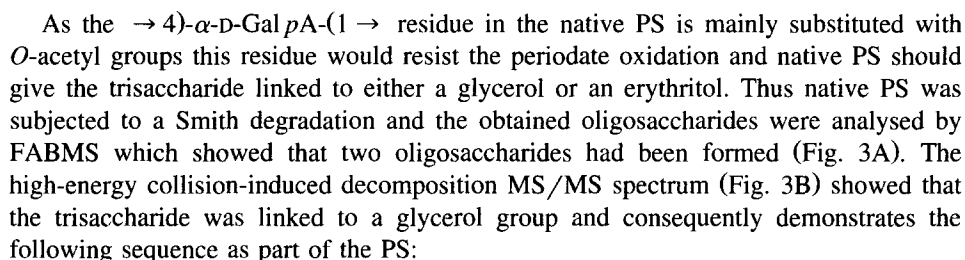 As the → 4)-α-D-GalpA-(1 → residue in the native PS is mainly substituted with
O-acetyl groups this residue would resist the periodate oxidation and native PS should
give the trisaccharide linked to either a glycerol or an erythritol. Thus native PS was
subjected to a Smith degradation and the obtained oligosaccharides were analysed by
FABMS which showed that two oligosaccharides had been formed (Fig. 3A). The
high-energy collision-induced decomposition MS/MS spectrum (Fig. 3B) showed that
the trisaccharide was linked to a glycerol group and consequently demonstrates the
following sequence as part of the PS: